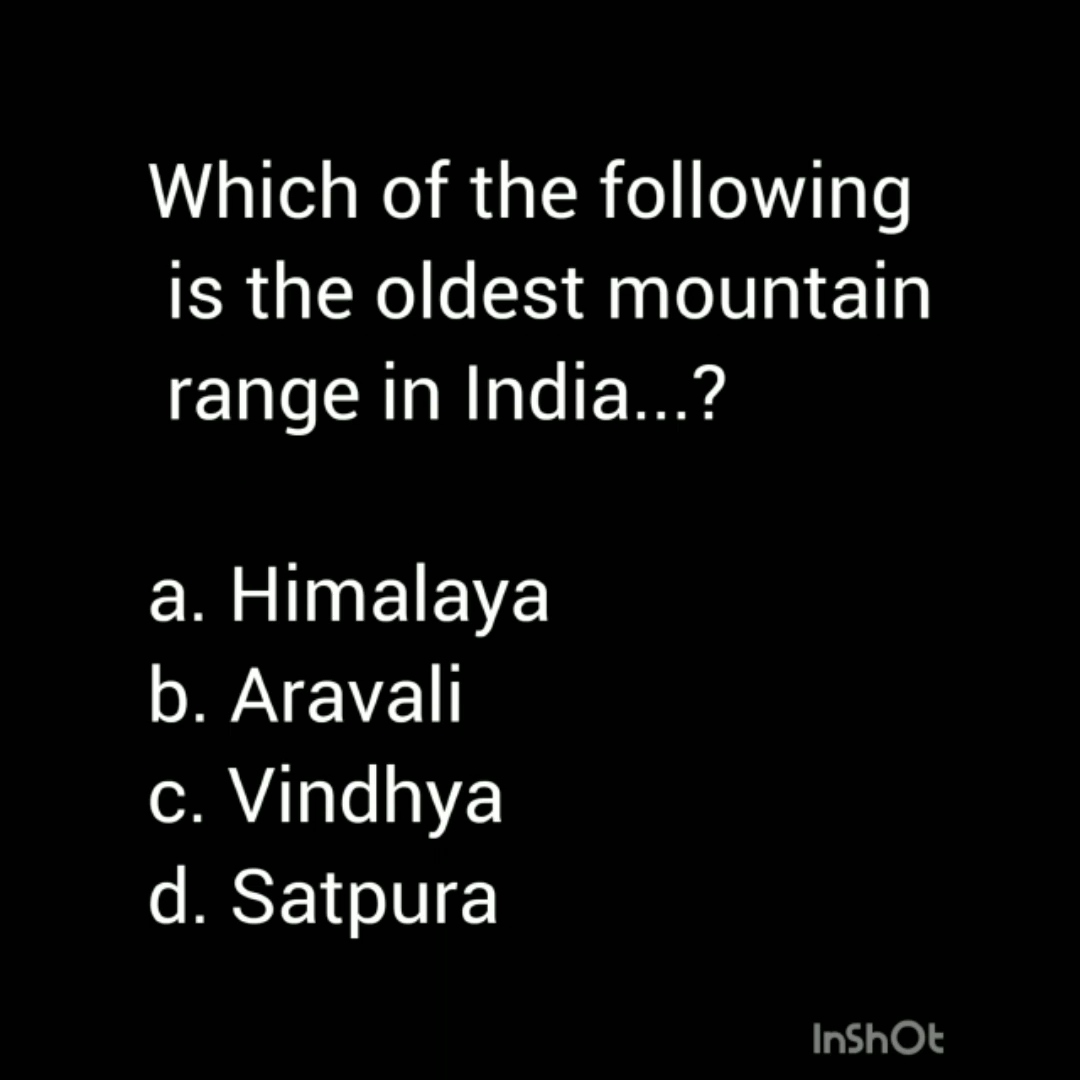 Which of the following
is the oldest mountain
range in India...?
a. Himalaya
b. Aravali
c. Vindhya
d. Satpura
InShOt